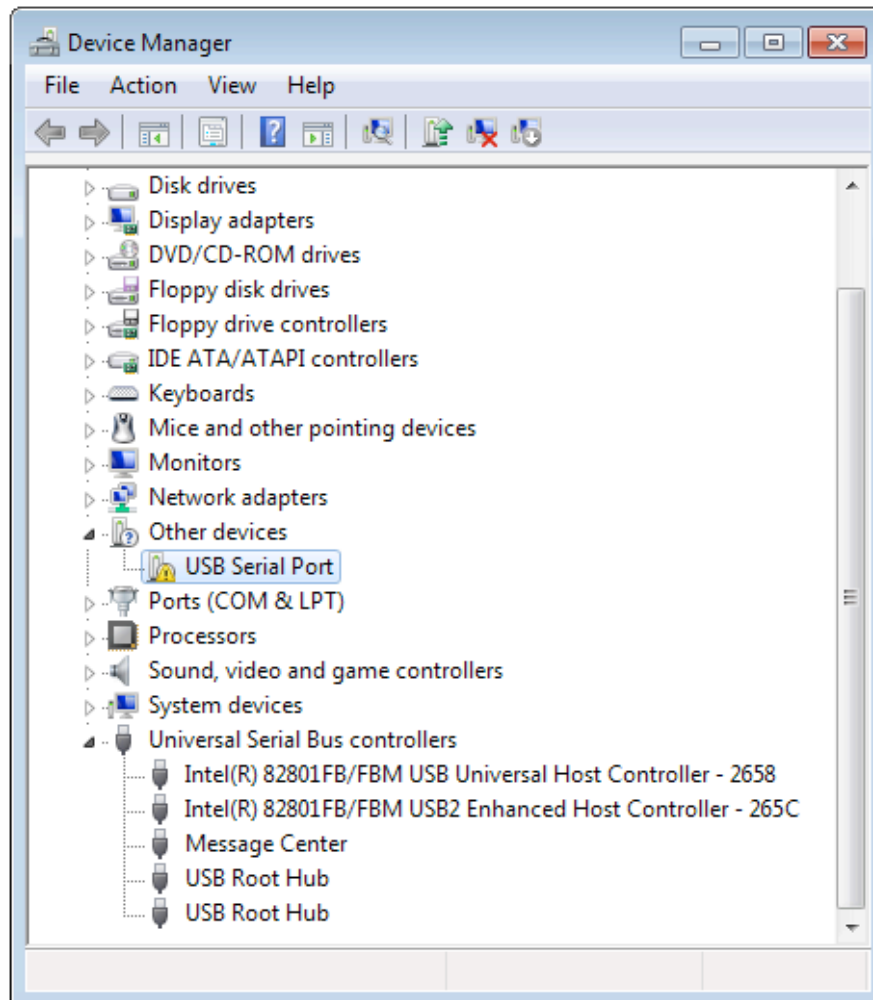 Device Manager
File Action View Help
Disk drives
Display adapters
DVD/CD-ROM drives
Floppy disk drives
Floppy drive controllers
IDE ATA/ATAPI controllers
Keyboards
Mice and other pointing devices
Monitors
Network adapters
Other devices
USB Serial Port
Ports (COM & LPT)
Processors
Sound, video and game controllers
System devices
Universal Serial Bus controllers
Intel(R) 82801FB/FBM USB Universal Host Controller - 2658
Intel(R) 82801FB/FBM USB2 Enhanced Host Controller - 265C
Message Center
USB Root Hub
USB Root Hub